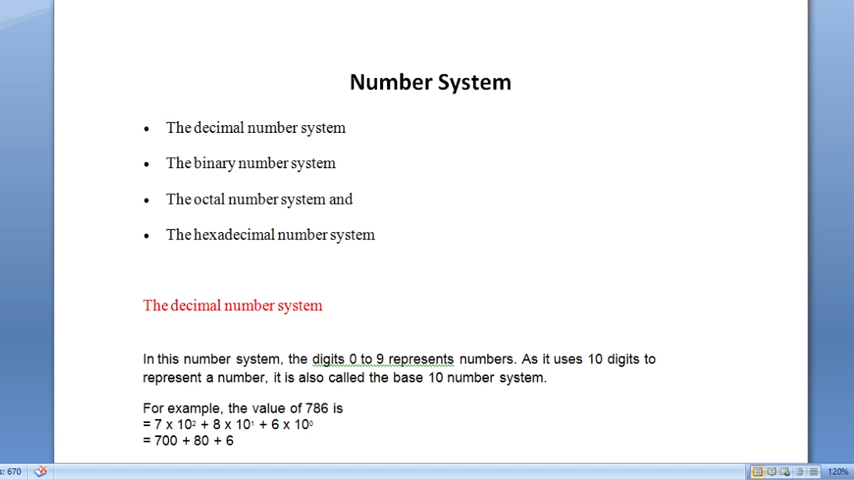 Number System
• The decimal number system
• The binary number system
• The octal number system and
• The hexadecimal number system
The decimal number system
In this number system, the digits 0 to 9 represents numbers. As it uses 10 digits to
represent a number, it is also called the base 10 number system.
For example, the value of 786 is
= 7 x 10² + 8 x 10¹ + 6 x 10⁰
= 700 + 80 + 6
s: 670
120%